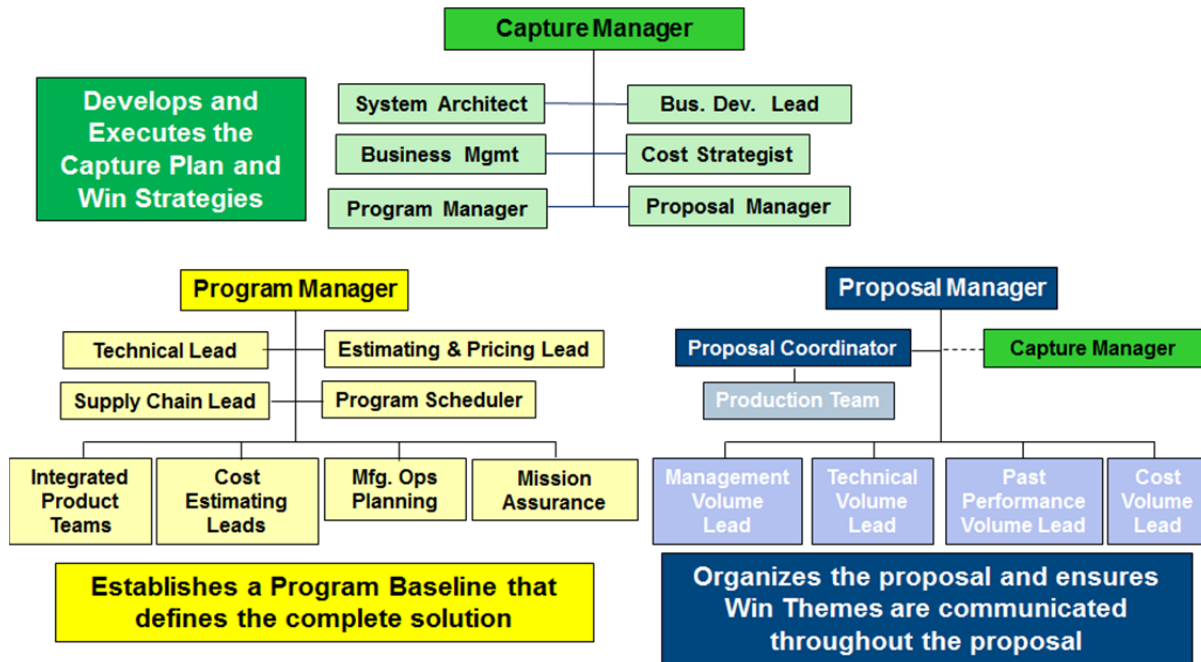 Capture Manager
Develops and
Executes the
Capture Plan and
Win Strategies
System Architect
Bus. Dev. Lead
Business Mgmt
Cost Strategist
Program Manager
Proposal Manager
Program Manager
Technical Lead
Estimating & Pricing Lead
Supply Chain Lead
Program Scheduler
Integrated
Product
Teams
Cost
Estimating
Leads
Mfg. Ops
Planning
Mission
Assurance
Establishes a Program Baseline that
defines the complete solution
Proposal Manager
Proposal Coordinator
Capture Manager
Production Team
Management
Volume
Lead
Technical
Volume
Lead
Past
Performance
Volume Lead
Cost
Volume
Lead
Organizes the proposal and ensures
Win Themes are communicated
throughout the proposal